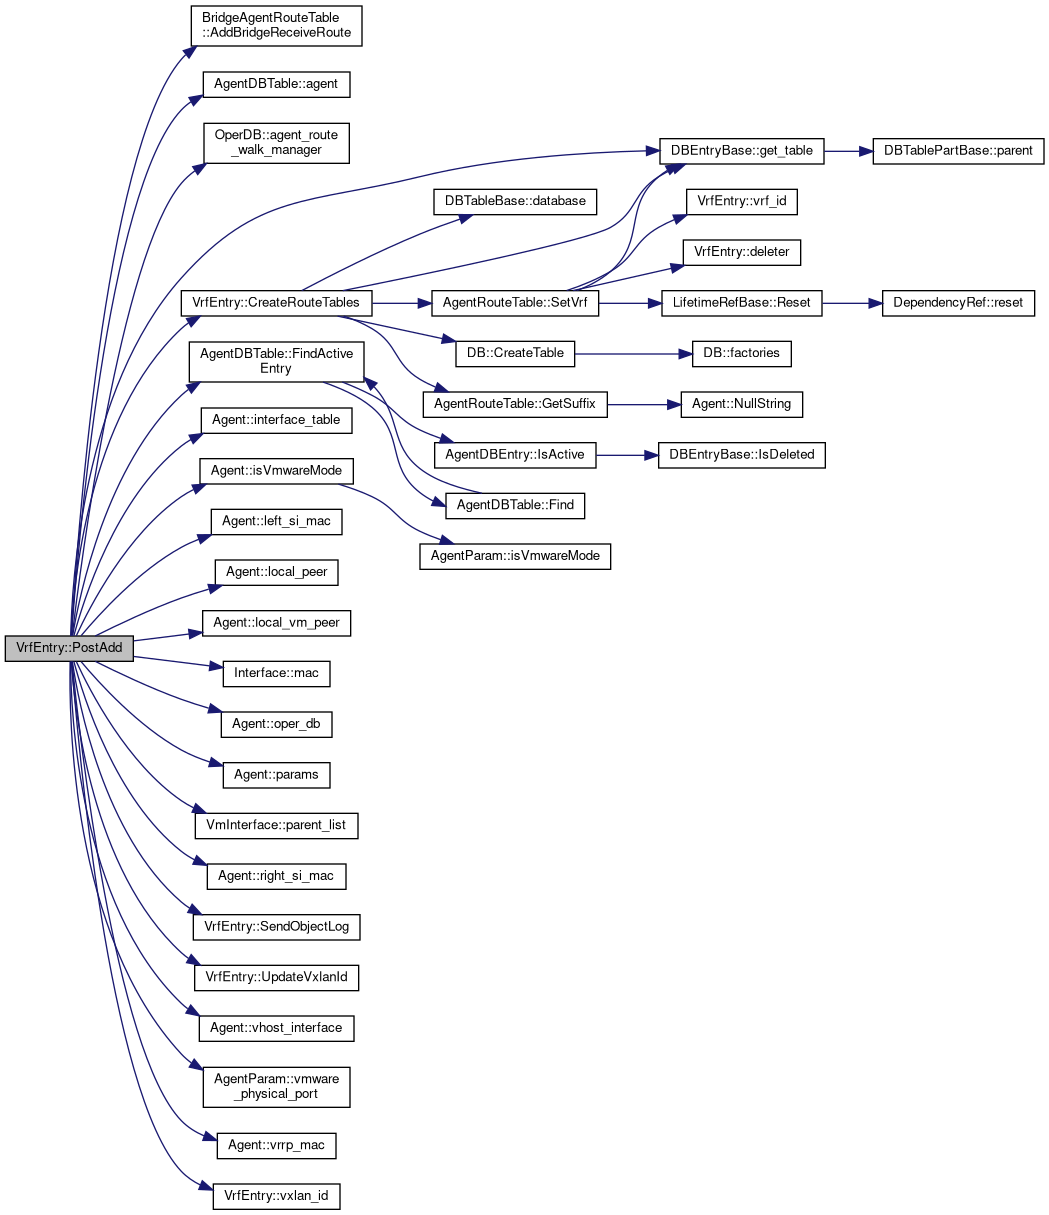 BridgeAgentRouteTable
::AddBridgeReceiveRoute
AgentDBTable::agent
OperDB::agent_route
_walk_manager
DBEntryBase::get_table
DBTablePartBase::parent
DBTableBase::database
VrfEntry::vrf_id
VrfEntry::deleter
VrfEntry::CreateRouteTables
AgentRouteTable::SetVrf
LifetimeRefBase::Reset
DependencyRef::reset
AgentDBTable::FindActive
Entry
DB::CreateTable
DB::factories
AgentRouteTable::GetSuffix
Agent::NullString
Agent::interface_table
AgentDBEntry::IsActive
DBEntryBase::IsDeleted
Agent::isVmwareMode
AgentDBTable::Find
Agent::left_si_mac
AgentParam::isVmwareMode
Agent::local_peer
Agent::local_vm_peer
VrfEntry::PostAdd
Interface::mac
Agent::oper_db
Agent::params
VmInterface::parent_list
Agent::right_si_mac
VrfEntry::SendObjectLog
VrfEntry::UpdateVxlanId
Agent::vhost_interface
AgentParam::vmware
_physical_port
Agent::vrrp_mac
VrfEntry::vxlan_id